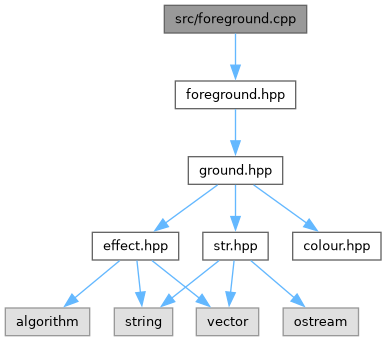 src/foreground.cpp
foreground.hpp
ground.hpp
effect.hpp
str.hpp
colour.hpp
algorithm
string
vector
ostream